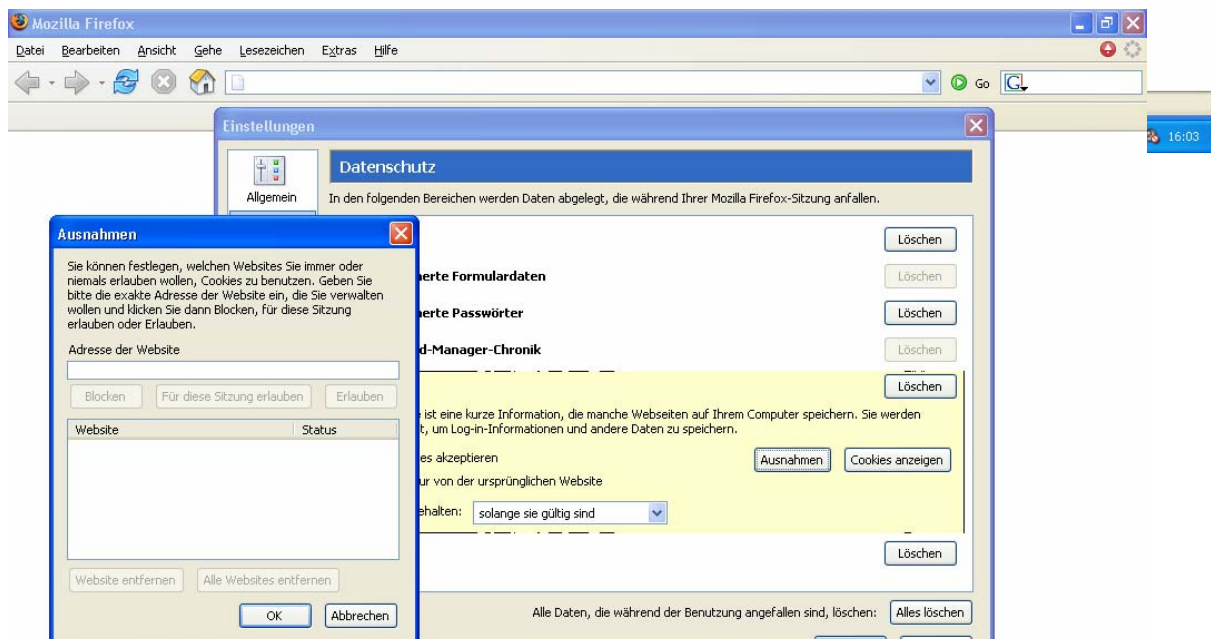 Mozilla Firefox
Datei Bearbeiten Ansicht Gehe Lesezeichen Extras Hilfe
Go G
16:03
Einstellungen
Allgemein
Datenschutz
In den folgenden Bereichen werden Daten abgelegt, die während Ihrer Mozilla Firefox-Sitzung anfallen.
Löschen
erte Formulardaten Löschen
erte Passwörter Löschen
d-Manager-Chronik Löschen
Löschen
ist eine kurze Information, die manche Webseiten auf Ihrem Computer speichern. Sie werden
t, um Log-in-Informationen und andere Daten zu speichern.
es akzeptieren Ausnahmen Cookies anzeigen
ur von der ursprünglichen Website
ehalten: solange sie gültig sind
Löschen
Alle Daten, die während der Benutzung angefallen sind, löschen: Alles löschen
Ausnahmen
Sie können festlegen, welchen Websites Sie immer oder
niemals erlauben wollen, Cookies zu benutzen. Geben Sie
bitte die exakte Adresse der Website ein, die Sie verwalten
wollen und klicken Sie dann Blocken, für diese Sitzung
erlauben oder Erlauben.
Adresse der Website
Blocken Für diese Sitzung erlauben Erlauben
Website Status
Website entfernen Alle Websites entfernen
OK Abbrechen